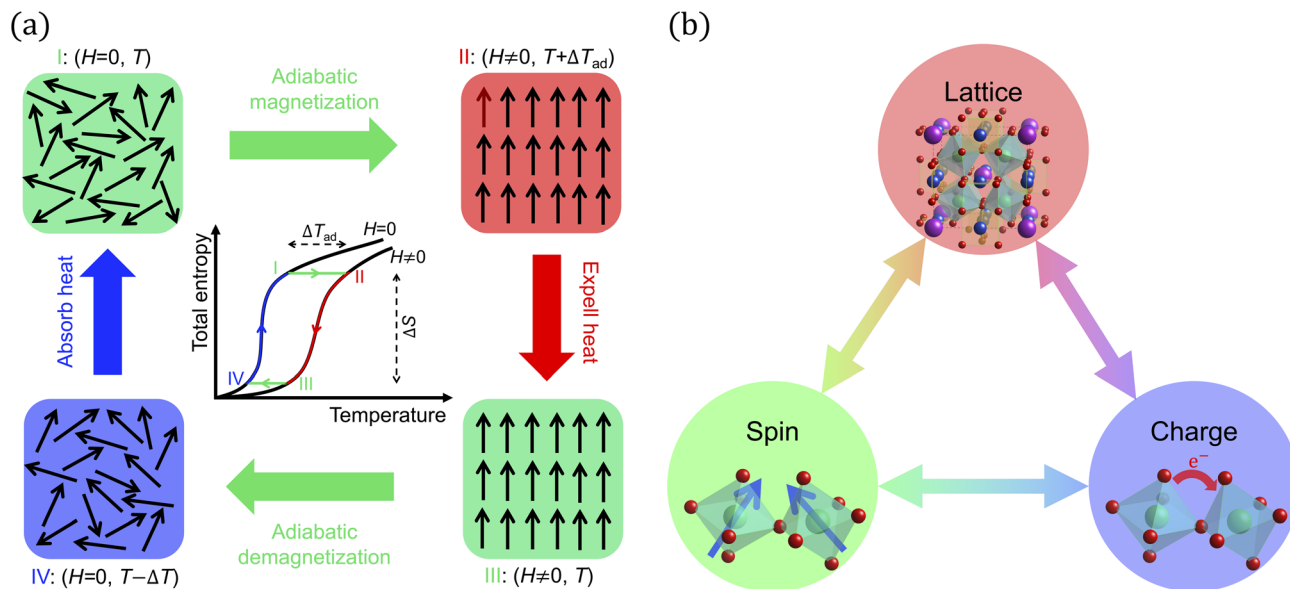 (a)
I: (H=0, T)
Adiabatic
magnetization
II: (H≠0, T+ΔTad)
Absorb heat
Total entropy
ΔTad
H=0
H≠0
I
II
ΔS
IV
III
Temperature
Expell heat
IV: (H=0, T−ΔT)
Adiabatic
demagnetization
III: (H≠0, T)
(b)
Lattice
Spin
Charge
e−